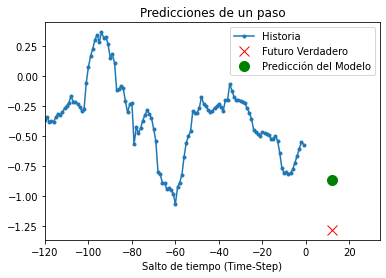 Predicciones de un paso
Historia
Futuro Verdadero
Predicción del Modelo
0.25
0.00
−0.25
−0.50
−0.75
−1.00
−1.25
−120 −100 −80 −60 −40 −20 0 20
Salto de tiempo (Time-Step)